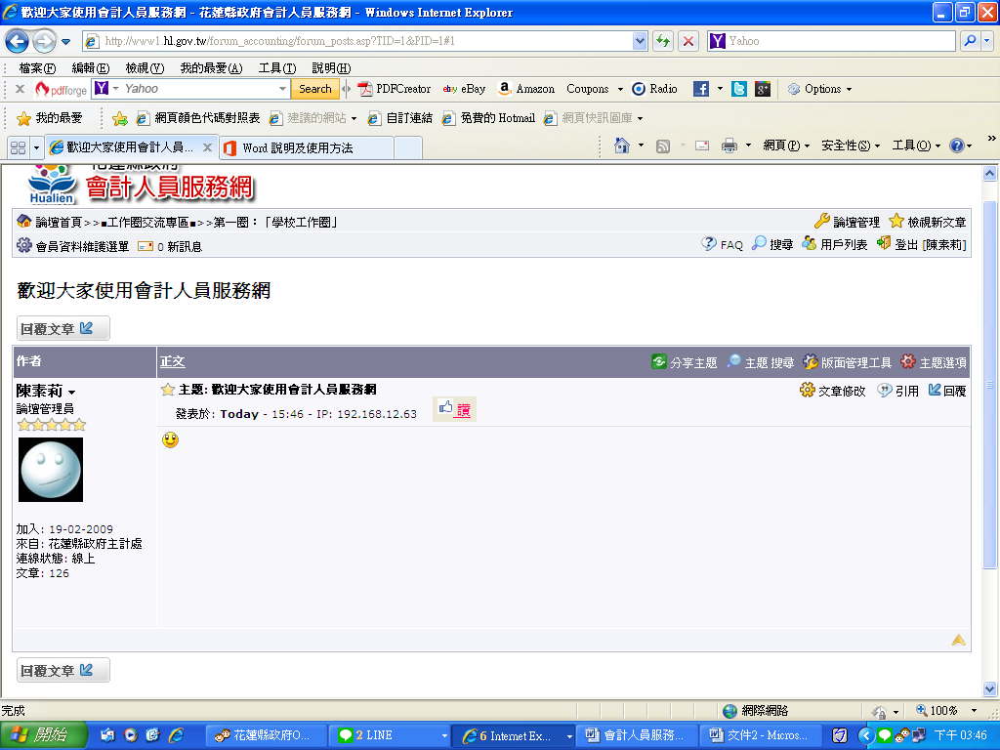 歡迎大家使用會計人員服務網 - 花蓮縣政府會計人員服務網 - Windows Internet Explorer
http://www1.hl.gov.tw/forum_accounting/forum_posts.asp?TID=1&PID=1#1
Yahoo
檔案(F) 編輯(E) 檢視(V) 我的最愛(A) 工具(T) 說明(H)
pdfforge Yahoo Search PDFCreator eBay Amazon Coupons Radio Options
我的最愛 網頁顏色代碼對照表 建議的網站 自訂連結 免費的 Hotmail 網頁快訊圖庫
歡迎大家使用會計人員... Word 說明及使用方法 網頁(P) 安全性(S) 工具(O)
花蓮縣政府
Hualien 會計人員服務網
論壇首頁>>■工作圈交流專區■>>第一圈：「學校工作圈」 論壇管理 檢視新文章
會員資料維護選單 0 新訊息 FAQ 搜尋 用戶列表 登出 [陳素莉]
歡迎大家使用會計人員服務網
回覆文章
作者 正文 分享主題 主題 搜尋 版面管理工具 主題選項
陳素莉 主題: 歡迎大家使用會計人員服務網 文章修改 引用 回覆
論壇管理員 發表於: Today - 15:46 - IP: 192.168.12.63 讚
加入: 19-02-2009
來自: 花蓮縣政府主計處
連線狀態: 線上
文章: 126
回覆文章
完成 網際網路 100%
開始 花蓮縣政府O... 2 LINE 6 Internet Ex... 會計人員服務... 文件2 - Micros... 下午 03:46